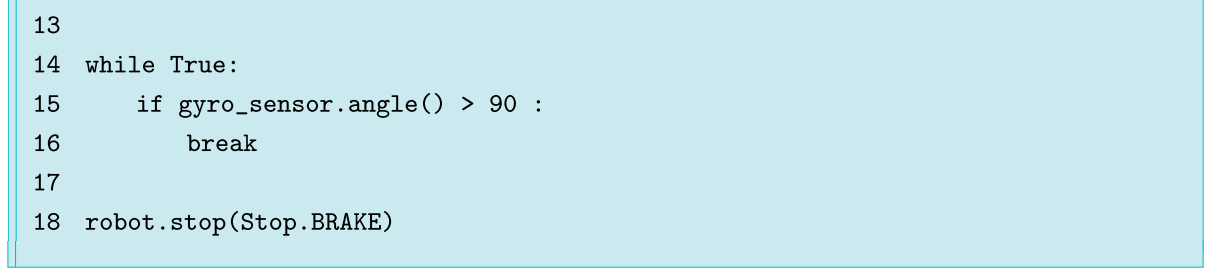 13
14 while True:
15     if gyro_sensor.angle() > 90 :
16         break
17
18 robot.stop(Stop.BRAKE)